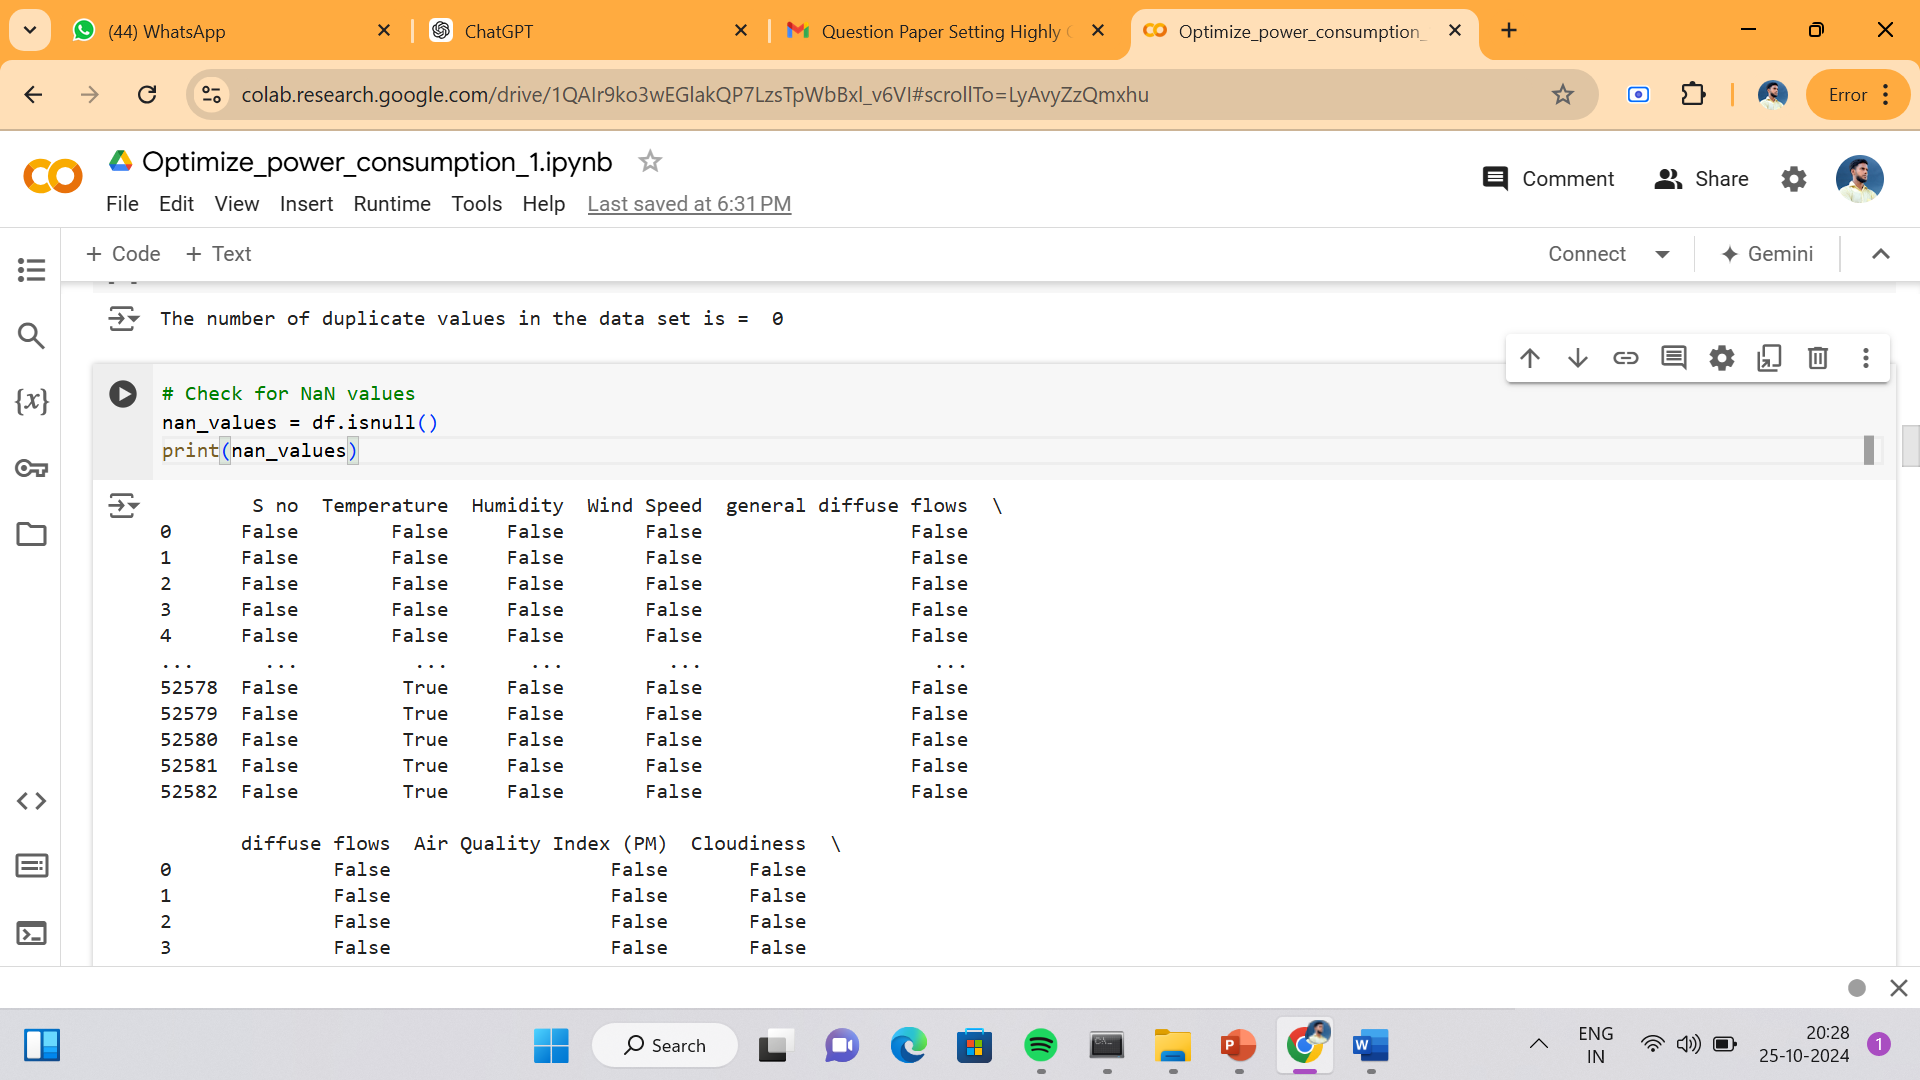 (44) WhatsApp
ChatGPT
Question Paper Setting Highly
Optimize_power_consumption_
colab.research.google.com/drive/1QAIr9ko3wEGlakQP7LzsTpWbBxl_v6VI#scrollTo=LyAvyZzQmxhu
Error
CO
Optimize_power_consumption_1.ipynb
Comment
Share
File Edit View Insert Runtime Tools Help Last saved at 6:31 PM
+ Code + Text
Connect
Gemini
The number of duplicate values in the data set is =  0
# Check for NaN values
nan_values = df.isnull()
print(nan_values)
        S no  Temperature  Humidity  Wind Speed  general diffuse flows  \
0      False        False     False       False                  False
1      False        False     False       False                  False
2      False        False     False       False                  False
3      False        False     False       False                  False
4      False        False     False       False                  False
...      ...          ...       ...         ...                    ...
52578  False         True     False       False                  False
52579  False         True     False       False                  False
52580  False         True     False       False                  False
52581  False         True     False       False                  False
52582  False         True     False       False                  False
       diffuse flows  Air Quality Index (PM)  Cloudiness  \
0              False                   False       False
1              False                   False       False
2              False                   False       False
3              False                   False       False
{x}
Search
ENG
IN
20:28
25-10-2024
1